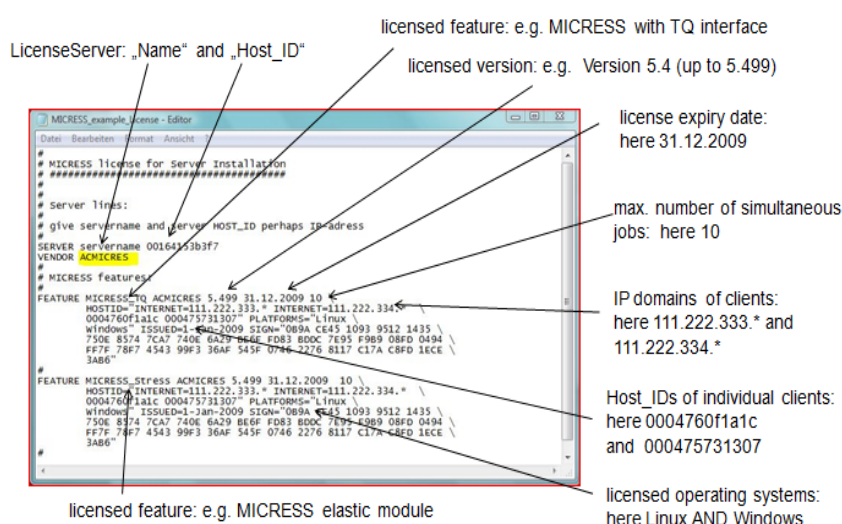 licensed feature: e.g. MICRESS with TQ interface
LicenseServer: „Name“ and „Host_ID“
licensed version: e.g. Version 5.4 (up to 5.499)
license expiry date:
here 31.12.2009
max. number of simultaneous
jobs: here 10
IP domains of clients:
here 111.222.333.* and
111.222.334.*
Host_IDs of individual clients:
here 0004760f1a1c
and 000475731307
licensed operating systems:
here Linux AND Windows
licensed feature: e.g. MICRESS elastic module
MICRESS_example_License - Editor
Datei Bearbeiten Format Ansicht ?
#
# MICRESS license for Server Installation
# #######################################
#
#
# Server lines:
#
# give servername and server HOST_ID perhaps IP-adress
#
SERVER servername 00164153b3f7
VENDOR ACMICRES
#
# MICRESS features:
#
FEATURE MICRESS_TQ ACMICRES 5.499 31.12.2009 10 \
HOSTID="INTERNET=111.222.333.* INTERNET=111.222.334.* \
0004760f1a1c 000475731307" PLATFORMS="Linux \
Windows" ISSUED=1-Jan-2009 SIGN="0B9A CE45 1093 9512 1435 \
750E 8574 7CA7 740E 6A29 BE6F FD83 BDDC 7E95 F9B9 08FD 0494 \
FF7F 78F7 4543 99F3 36AF 545F 0746 2276 8117 C17A C8FD 1ECE \
3AB6"
#
FEATURE MICRESS_Stress ACMICRES 5.499 31.12.2009 10 \
HOSTID="INTERNET=111.222.333.* INTERNET=111.222.334.* \
0004760f1a1c 000475731307" PLATFORMS="Linux \
Windows" ISSUED=1-Jan-2009 SIGN="0B9A CE45 1093 9512 1435 \
750E 8574 7CA7 740E 6A29 BE6F FD83 BDDC 7E95 F9B9 08FD 0494 \
FF7F 78F7 4543 99F3 36AF 545F 0746 2276 8117 C17A C8FD 1ECE \
3AB6"
#